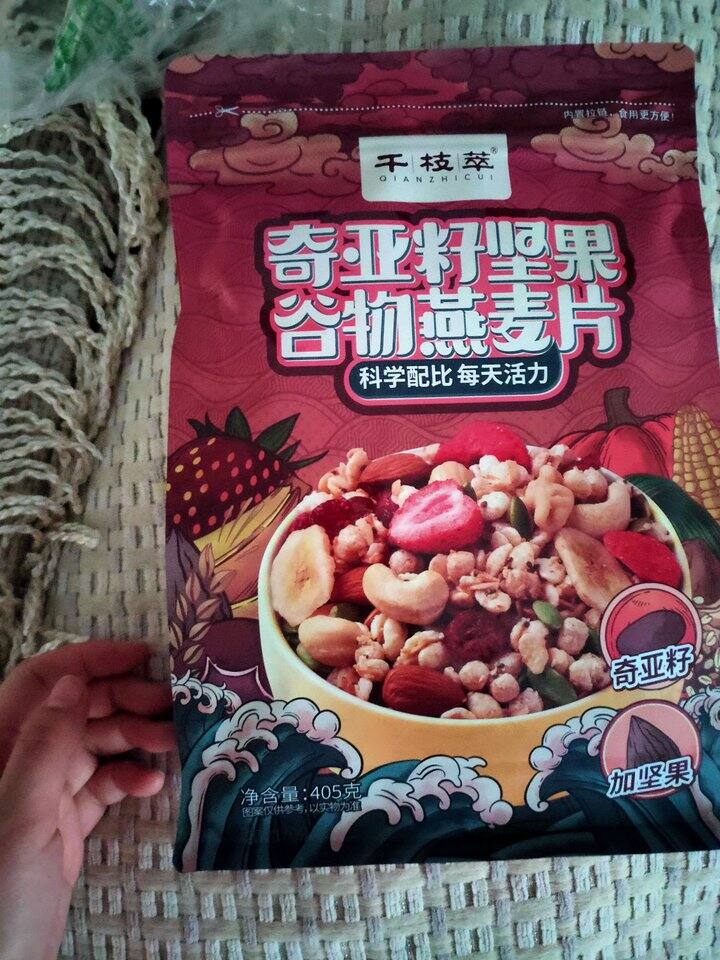 内置拉链，食用更方便!
千枝萃®
QIANZHICUI
奇亚籽坚果
谷物燕麦片
科学配比 每天活力
奇亚籽
加坚果
净含量:405克
图案仅供参考,以实物为准